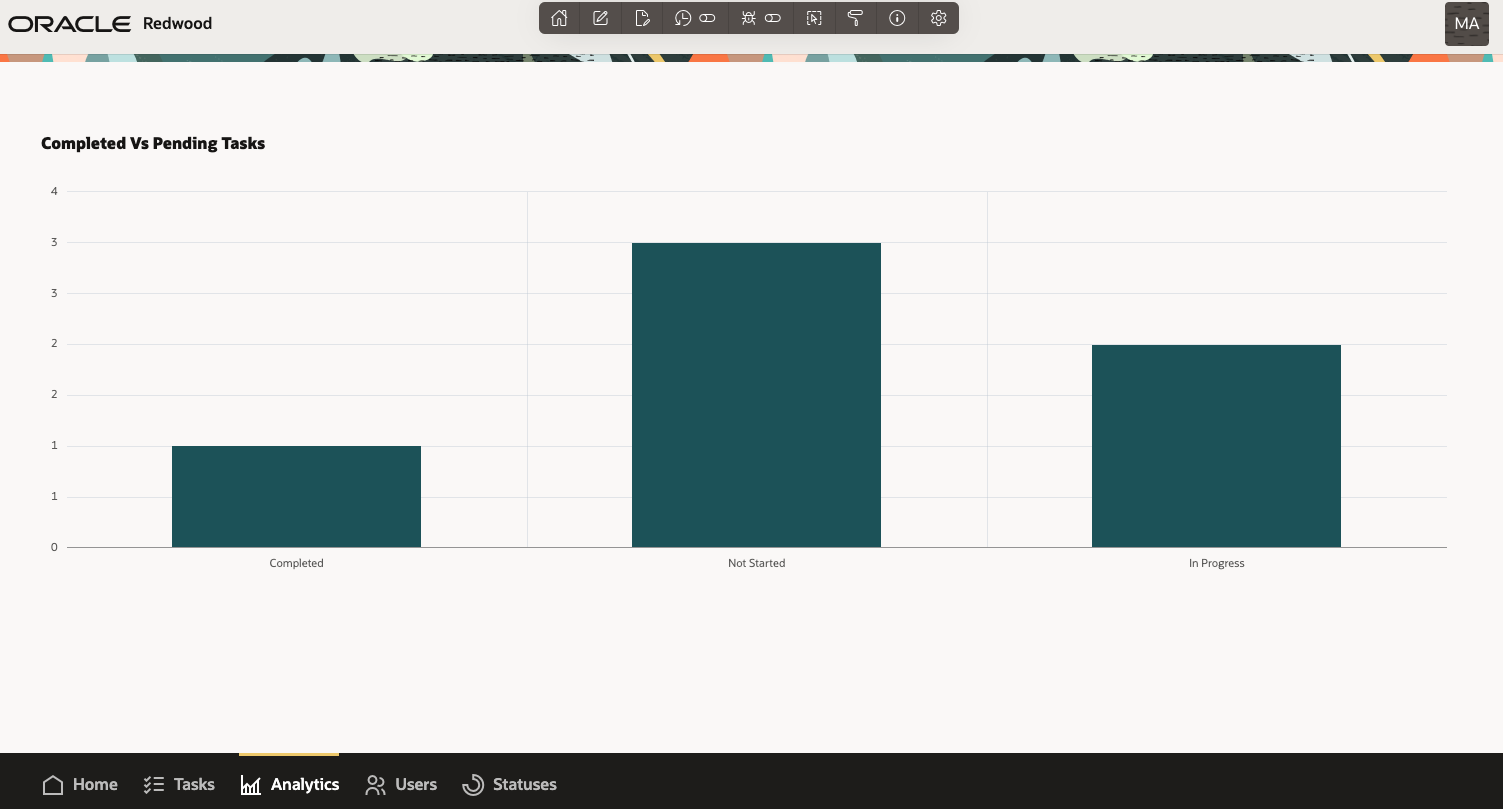 ORACLE Redwood
MA
Completed Vs Pending Tasks
4
3
3
2
2
1
1
0
Completed Not Started In Progress
Home Tasks Analytics Users Statuses